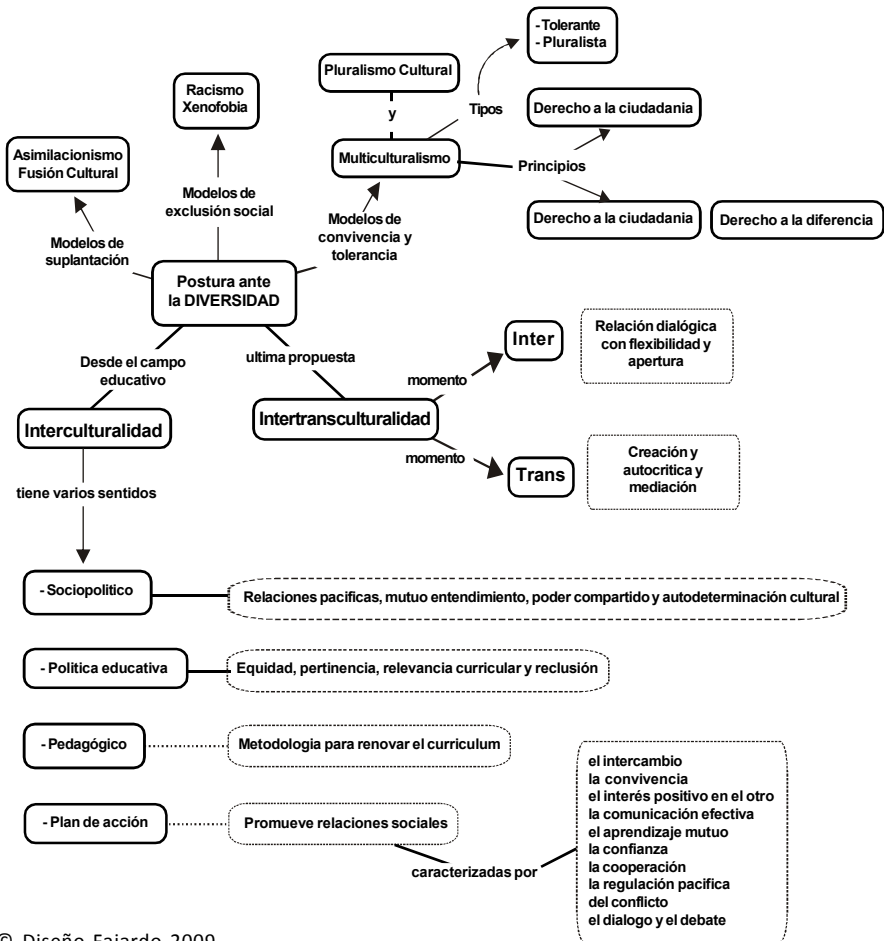 - Tolerante
- Pluralista
Pluralismo Cultural
Racismo
Xenofobia
y
Tipos
Derecho a la ciudadania
Asimilacionismo
Fusión Cultural
Multiculturalismo
Principios
Modelos de
exclusión social
Modelos de
convivencia y
tolerancia
Derecho a la ciudadania
Derecho a la diferencia
Modelos de
suplantación
Postura ante
la DIVERSIDAD
Desde el campo
educativo
ultima propuesta
Inter
Relación dialógica
con flexibilidad y
apertura
momento
Interculturalidad
Intertransculturalidad
momento
Trans
Creación y
autocritica y
mediación
tiene varios sentidos
- Sociopolitico
Relaciones pacificas, mutuo entendimiento, poder compartido y autodeterminación cultural
- Politica educativa
Equidad, pertinencia, relevancia curricular y reclusión
- Pedagógico
Metodologia para renovar el curriculum
- Plan de acción
Promueve relaciones sociales
caracterizadas por
el intercambio
la convivencia
el interés positivo en el otro
la comunicación efectiva
el aprendizaje mutuo
la confianza
la cooperación
la regulación pacifica
del conflicto
el dialogo y el debate
© Diseño Fajardo 2009